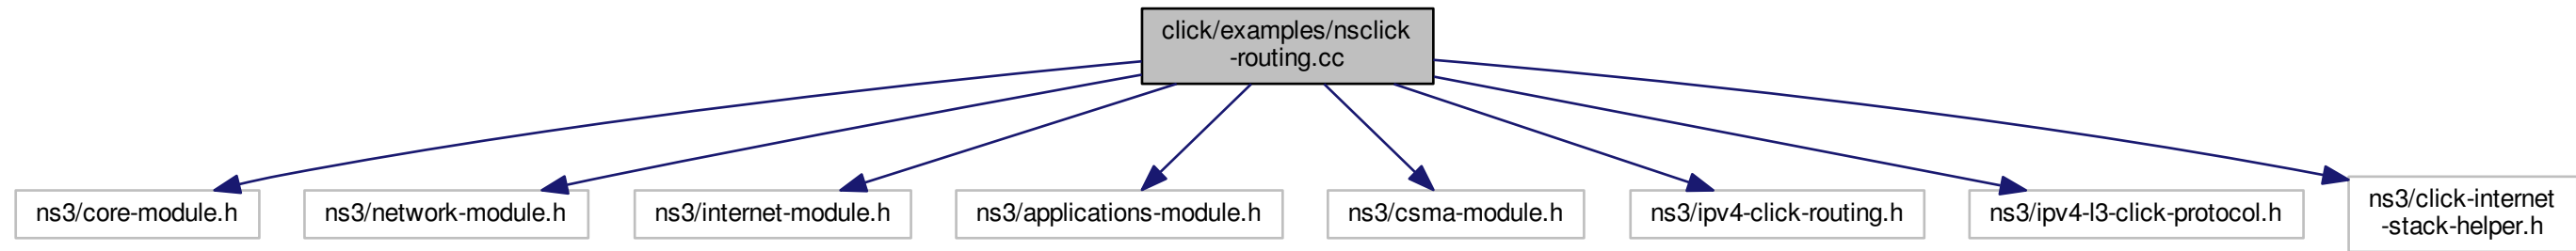 click/examples/nsclick
-routing.cc
ns3/core-module.h
ns3/network-module.h
ns3/internet-module.h
ns3/applications-module.h
ns3/csma-module.h
ns3/ipv4-click-routing.h
ns3/ipv4-l3-click-protocol.h
ns3/click-internet
-stack-helper.h